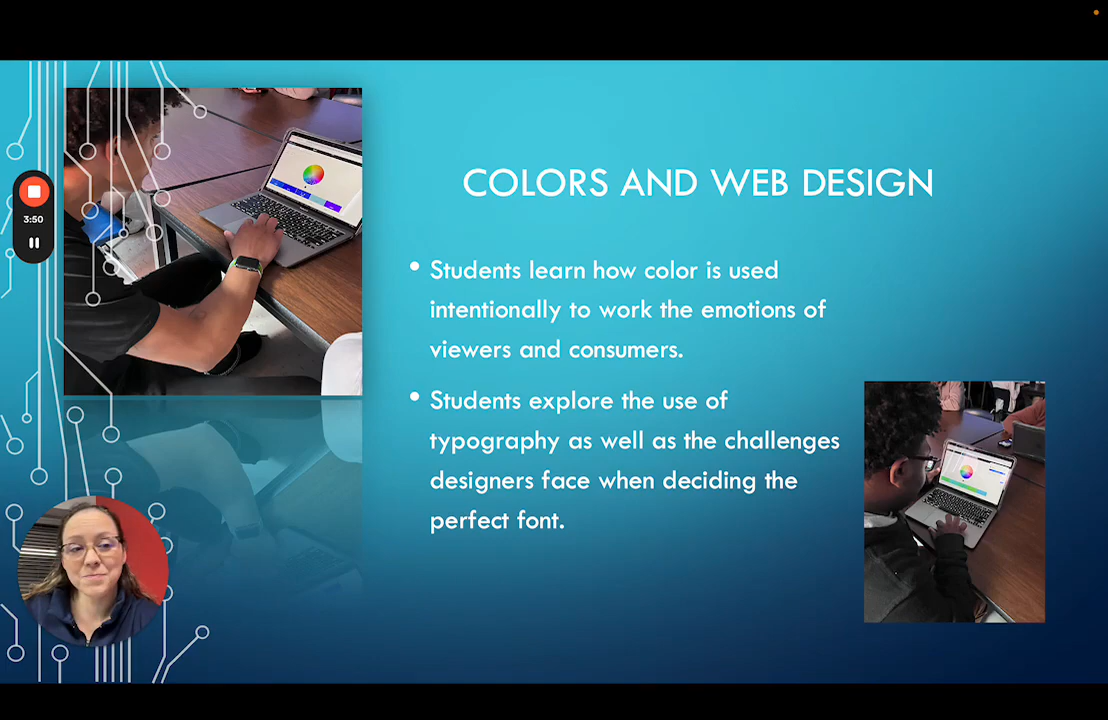 3:50
COLORS AND WEB DESIGN
• Students learn how color is used
intentionally to work the emotions of
viewers and consumers.
• Students explore the use of
typography as well as the challenges
designers face when deciding the
perfect font.